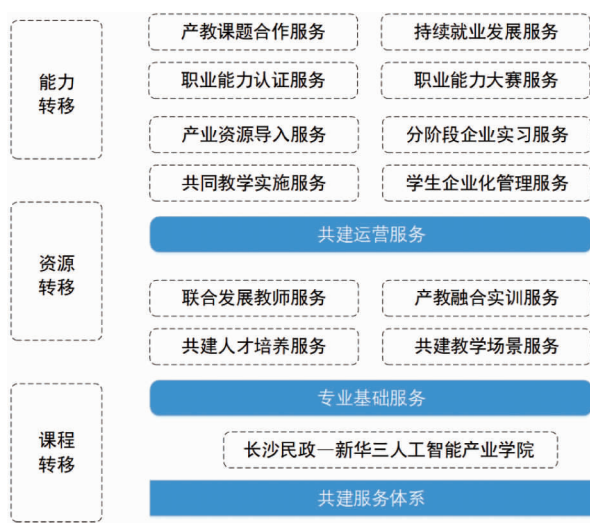 产教课题合作服务
持续就业发展服务
能力
转移
职业能力认证服务
职业能力大赛服务
产业资源导入服务
分阶段企业实习服务
共同教学实施服务
学生企业化管理服务
共建运营服务
资源
转移
联合发展教师服务
产教融合实训服务
共建人才培养服务
共建教学场景服务
专业基础服务
课程
转移
长沙民政—新华三人工智能产业学院
共建服务体系